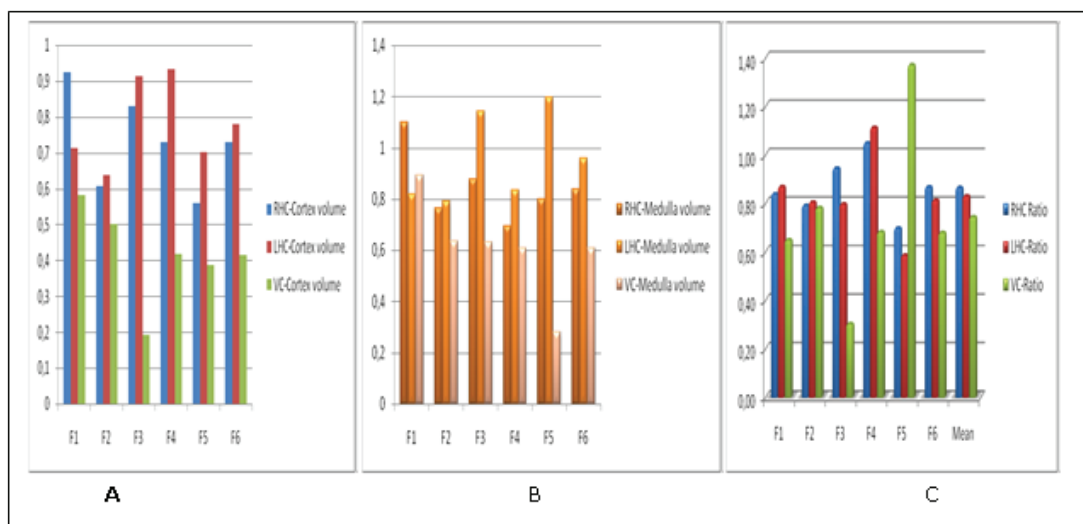 1
0,9
0,8
0,7
0,6
0,5
0,4
0,3
0,2
0,1
0
F1 F2 F3 F4 F5 F6
RHC-Cortex volume
LHC-Cortex volume
VC-Cortex volume
A
1,4
1,2
1
0,8
0,6
0,4
0,2
0
F1 F2 F3 F4 F5 F6
RHC-Medulla volume
LHC-Medulla volume
VC-Medulla volume
B
1,40
1,20
1,00
0,80
0,60
0,40
0,20
0,00
F1 F2 F3 F4 F5 F6 Mean
RHC Ratio
LHC-Ratio
VC-Ratio
C